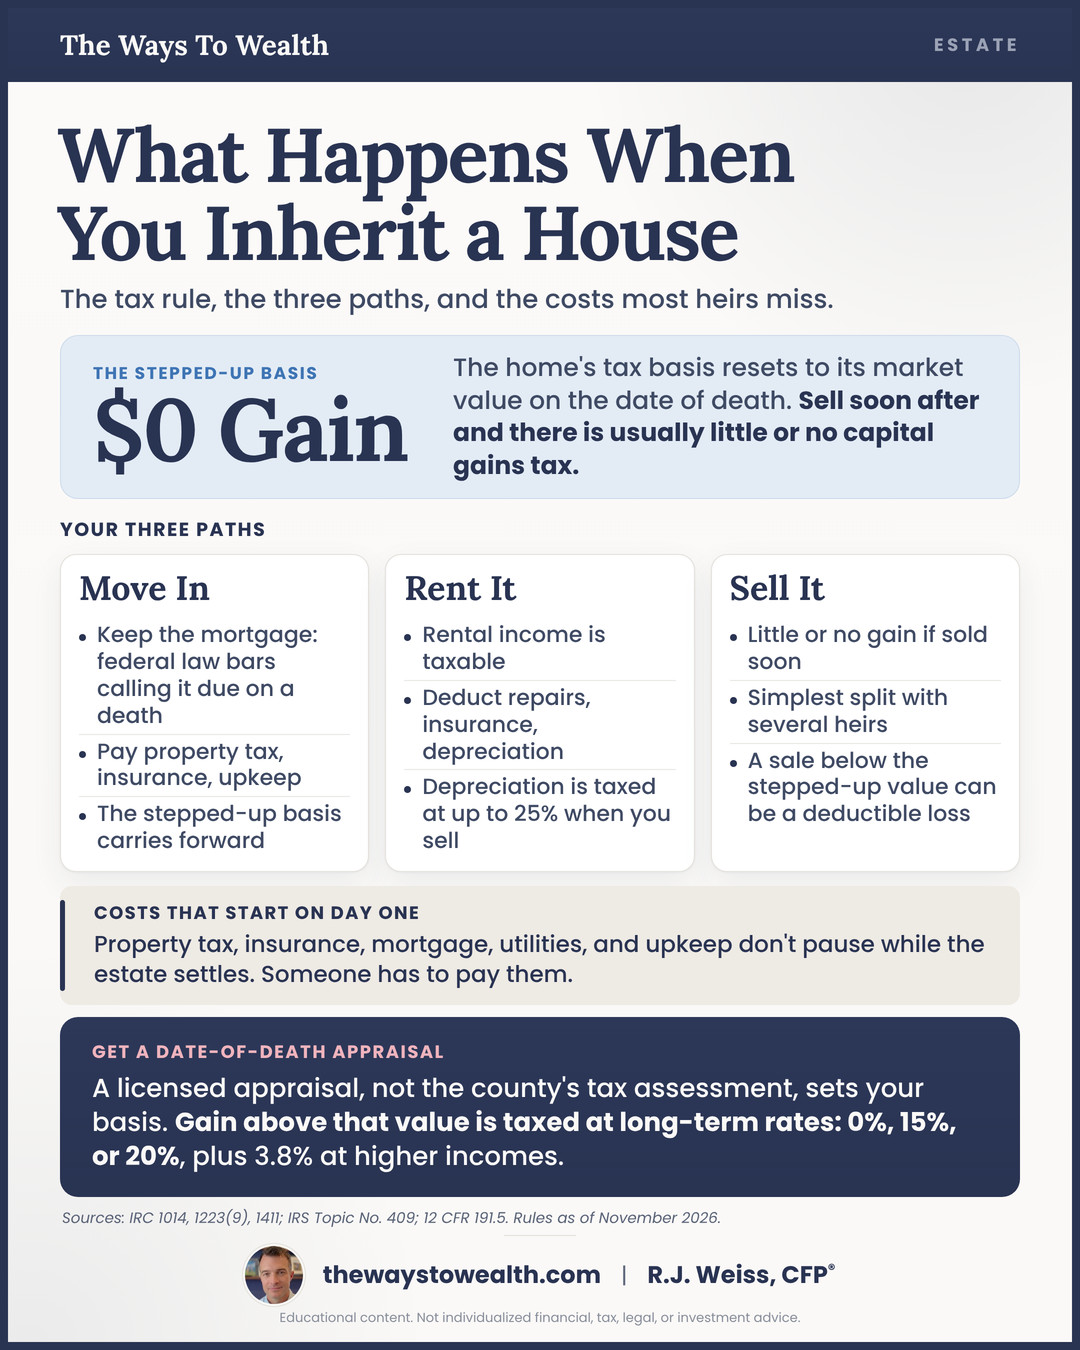 The Ways To Wealth
ESTATE
What Happens When
You Inherit a House
The tax rule, the three paths, and the costs most heirs miss.
THE STEPPED-UP BASIS
$0 Gain
The home's tax basis resets to its market
value on the date of death. Sell soon after
and there is usually little or no capital
gains tax.
YOUR THREE PATHS
Move In
• Keep the mortgage:
federal law bars
calling it due on a
death
• Pay property tax,
insurance, upkeep
• The stepped-up basis
carries forward
Rent It
• Rental income is
taxable
• Deduct repairs,
insurance,
depreciation
• Depreciation is taxed
at up to 25% when you
sell
Sell It
• Little or no gain if sold
soon
• Simplest split with
several heirs
• A sale below the
stepped-up value can
be a deductible loss
COSTS THAT START ON DAY ONE
Property tax, insurance, mortgage, utilities, and upkeep don't pause while the
estate settles. Someone has to pay them.
GET A DATE-OF-DEATH APPRAISAL
A licensed appraisal, not the county's tax assessment, sets your
basis. Gain above that value is taxed at long-term rates: 0%, 15%,
or 20%, plus 3.8% at higher incomes.
Sources: IRC 1014, 1223(9), 1411; IRS Topic No. 409; 12 CFR 191.5. Rules as of November 2026.
thewaystowealth.com | R.J. Weiss, CFP®
Educational content. Not individualized financial, tax, legal, or investment advice.